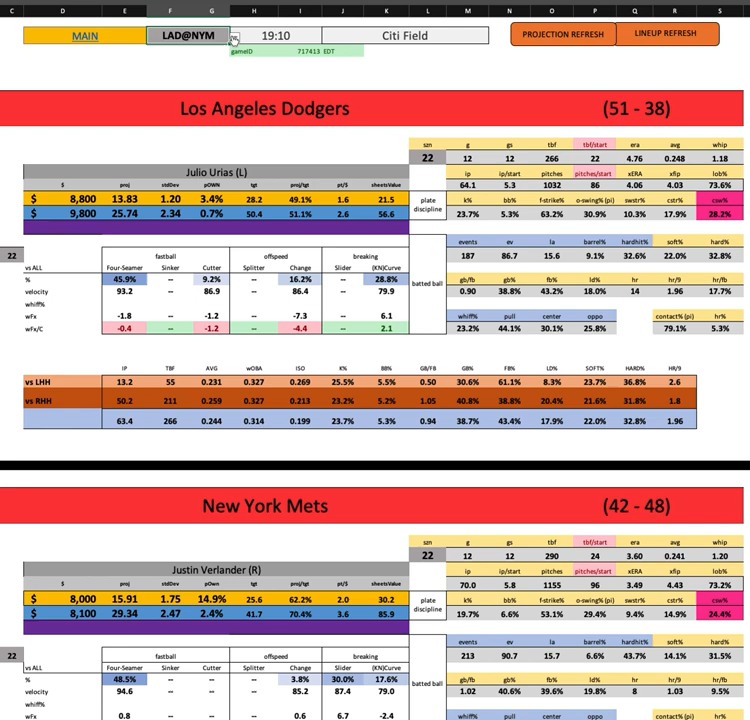 C D E F G H I J K L M N O P Q R S
MAIN LAD@NYM 19:10 Citi Field PROJECTION REFRESH LINEUP REFRESH
gameID 717413 EDT
Los Angeles Dodgers (51 - 38)
szn g gs tbf tbf/start era avg whip
22 12 12 266 22 4.76 0.248 1.18
Julio Urias (L) ip ip/start pitches pitches/start xERA xfip lob%
$ proj stdDev pOWN tgt proj/tgt pt/$ sheetsValue 64.1 5.3 1032 86 4.06 4.03 73.6%
$ 8,800 13.83 1.20 3.4% 28.2 49.1% 1.6 21.5 plate discipline k% bb% f-strike% o-swing% (pi) swstr% cstr% csw%
$ 9,800 25.74 2.34 0.7% 50.4 51.1% 2.6 56.6 23.7% 5.3% 63.2% 30.9% 10.3% 17.9% 28.2%
events ev la barrel% hardhit% soft% hard%
22 fastball offspeed breaking 187 86.7 15.6 9.1% 32.6% 22.0% 32.8%
vs ALL Four-Seamer Sinker Cutter Splitter Change Slider (KN)Curve
% 45.9% -- 9.2% -- 16.2% -- 28.8% batted ball gb/fb gb% fb% ld% hr hr/9 hr/fb
velocity 93.2 -- 86.9 -- 86.4 -- 79.9 0.90 38.8% 43.2% 18.0% 14 1.96 17.7%
whiff%
wFx -1.8 -- -1.2 -- -7.3 -- 6.1 whiff% pull center oppo contact% (pi) hr%
wFx/C -0.4 -- -1.2 -- -4.4 -- 2.1 23.2% 44.1% 30.1% 25.8% 79.1% 5.3%
IP TBF AVG wOBA ISO K% BB% GB/FB GB% FB% LD% SOFT% HARD% HR/9
vs LHH 13.2 55 0.231 0.327 0.269 25.5% 5.5% 0.50 30.6% 61.1% 8.3% 23.7% 36.8% 2.6
vs RHH 50.2 211 0.259 0.327 0.213 23.2% 5.2% 1.05 40.8% 38.8% 20.4% 21.6% 31.8% 1.8
63.4 266 0.244 0.314 0.199 23.7% 5.3% 0.94 38.7% 43.4% 17.9% 22.0% 32.8% 1.96
New York Mets (42 - 48)
szn g gs tbf tbf/start era avg whip
22 12 12 290 24 3.60 0.241 1.20
Justin Verlander (R) ip ip/start pitches pitches/start xERA xfip lob%
$ proj stdDev pOwn tgt proj/tgt pt/$ sheetsValue 70.0 5.8 1155 96 3.49 4.43 73.2%
$ 8,000 15.91 1.75 14.9% 25.6 62.2% 2.0 30.2 plate discipline k% bb% f-strike% o-swing% (pi) swstr% cstr% csw%
$ 8,100 29.34 2.47 2.4% 41.7 70.4% 3.6 85.9 19.7% 6.6% 53.1% 29.4% 9.4% 14.9% 24.4%
events ev la barrel% hardhit% soft% hard%
22 fastball offspeed breaking 213 90.7 15.7 6.6% 43.7% 14.1% 31.5%
vs ALL Four-Seamer Sinker Cutter Splitter Change Slider (KN)Curve
% 48.5% -- -- -- 3.8% 30.0% 17.6% batted ball gb/fb gb% fb% ld% hr hr/9 hr/fb
velocity 94.6 -- -- -- 85.2 87.4 79.0 1.02 40.6% 39.6% 19.8% 8 1.03 9.5%
whiff%
wFx 0.8 -- -- -- 0.6 6.7 -2.4 whiff% pull center oppo contact% (pi) hr%